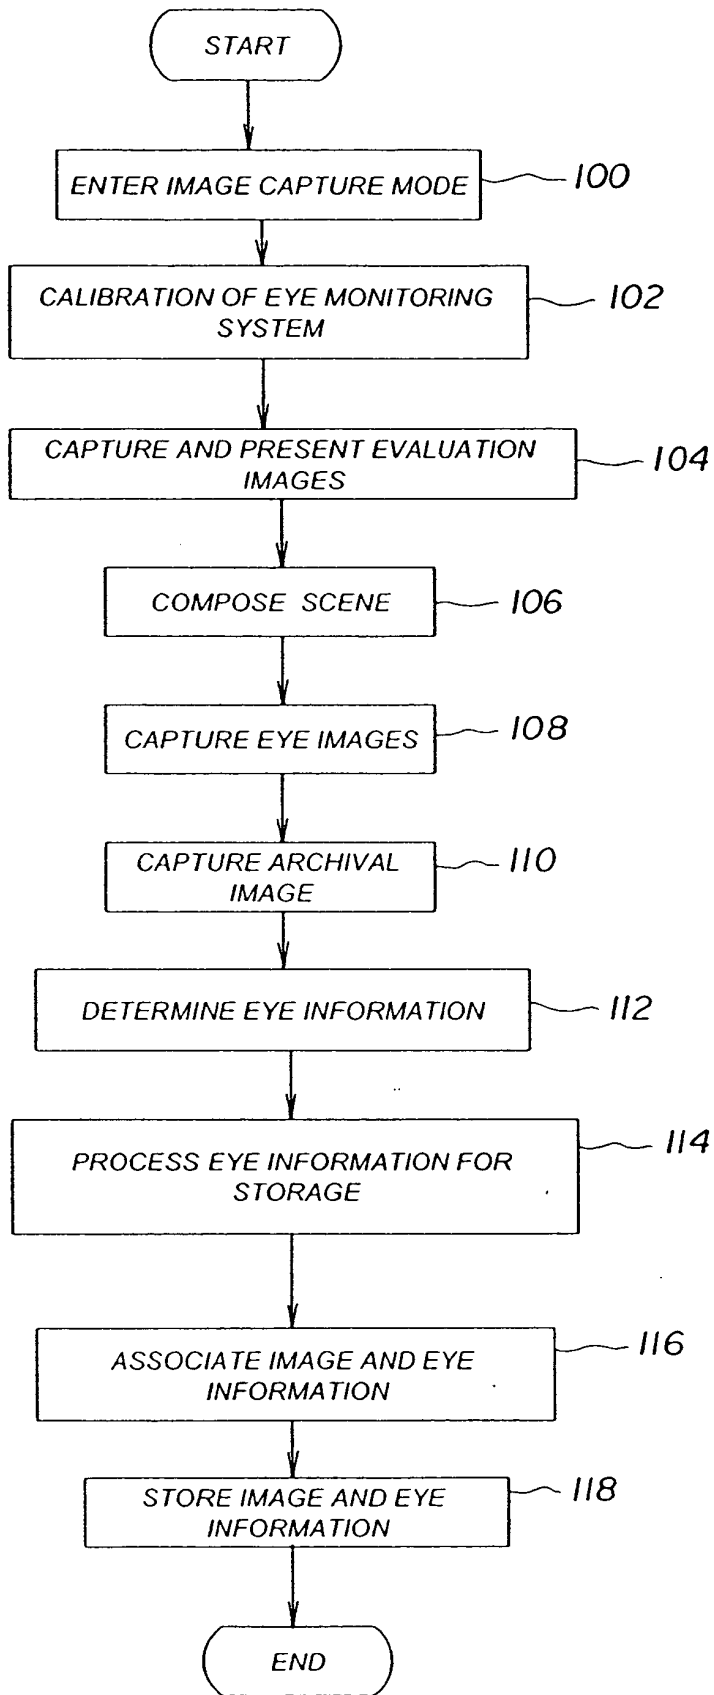 START
ENTER IMAGE CAPTURE MODE
100
CALIBRATION OF EYE MONITORING
SYSTEM
102
CAPTURE AND PRESENT EVALUATION
IMAGES
104
COMPOSE SCENE
106
CAPTURE EYE IMAGES
108
CAPTURE ARCHIVAL
IMAGE
110
DETERMINE EYE INFORMATION
112
PROCESS EYE INFORMATION FOR
STORAGE
114
ASSOCIATE IMAGE AND EYE
INFORMATION
116
STORE IMAGE AND EYE
INFORMATION
118
END